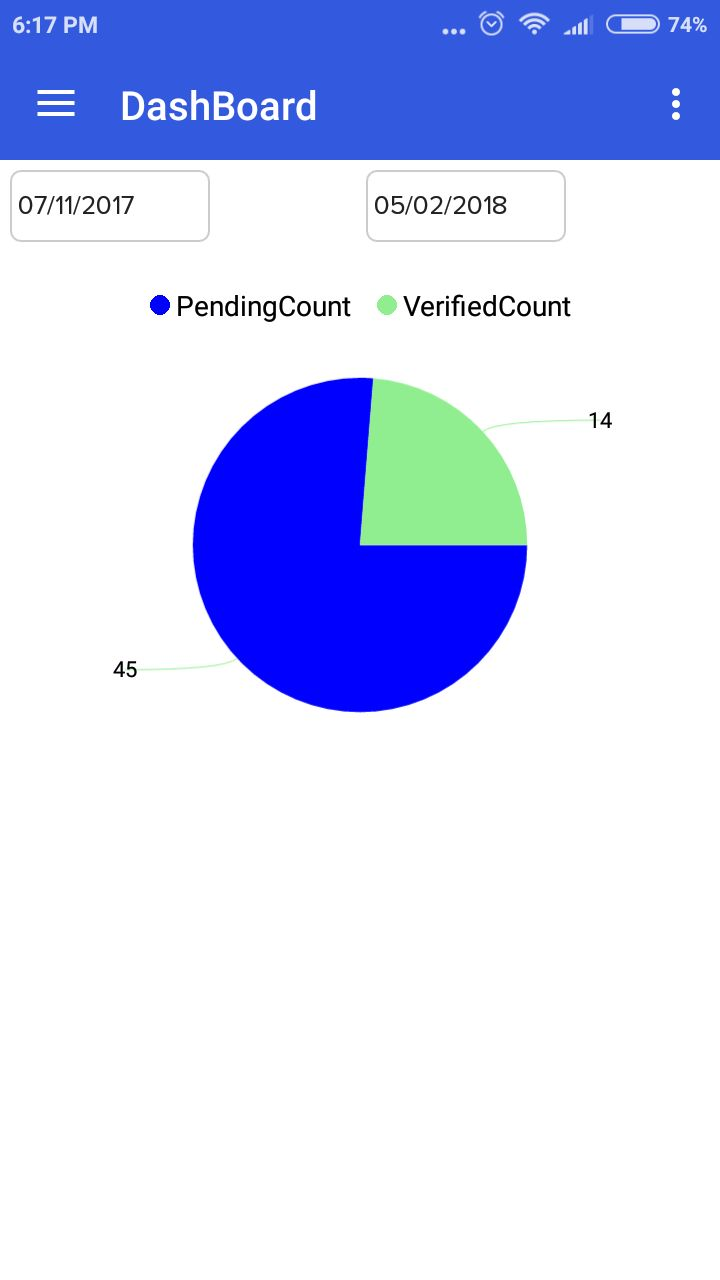 6:17 PM 74%
DashBoard
07/11/2017 05/02/2018
PendingCount VerifiedCount
14
45